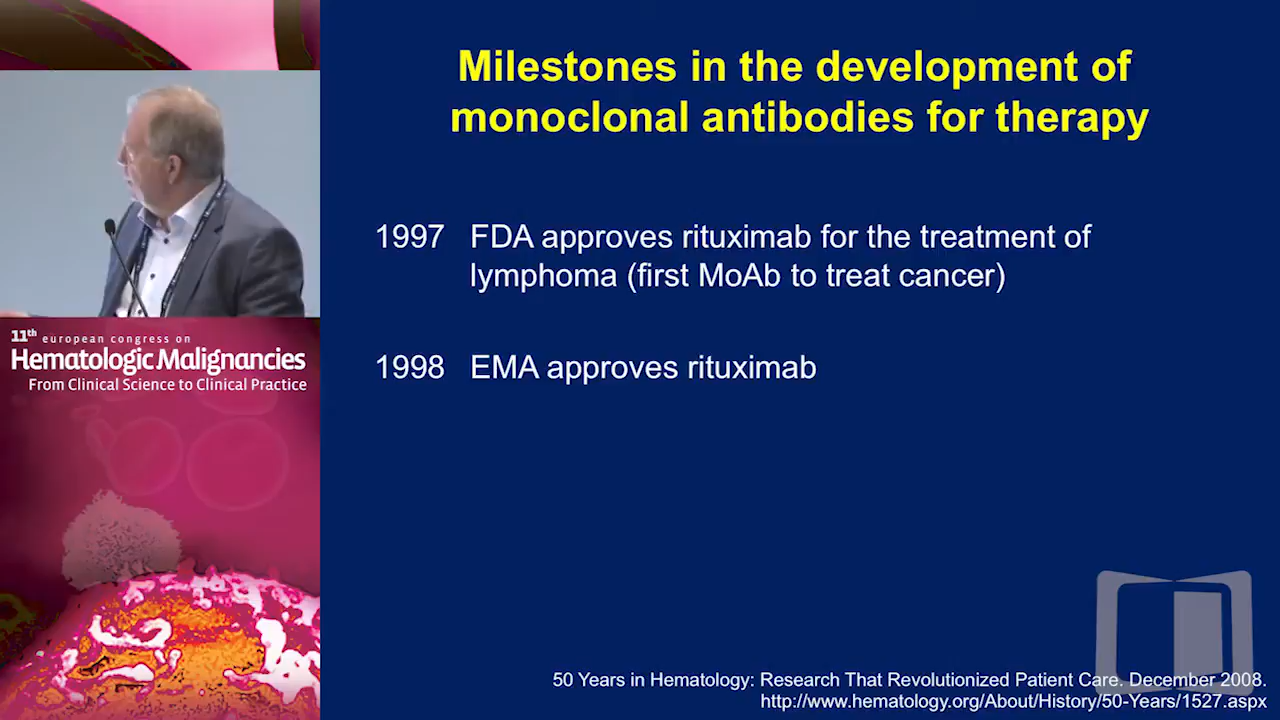 Milestones in the development of
monoclonal antibodies for therapy
1997 FDA approves rituximab for the treatment of
lymphoma (first MoAb to treat cancer)
1998 EMA approves rituximab
11th european congress on
Hematologic Malignancies
From Clinical Science to Clinical Practice
50 Years in Hematology: Research That Revolutionized Patient Care. December 2008.
http://www.hematology.org/About/History/50-Years/1527.aspx